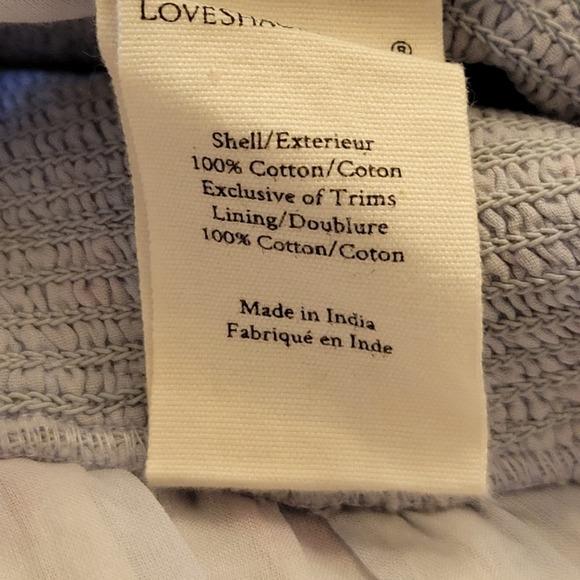 ®
Shell/Exterieur
100% Cotton/Coton
Exclusive of Trims
Lining/Doublure
100% Cotton/Coton
Made in India
Fabriqué en Inde